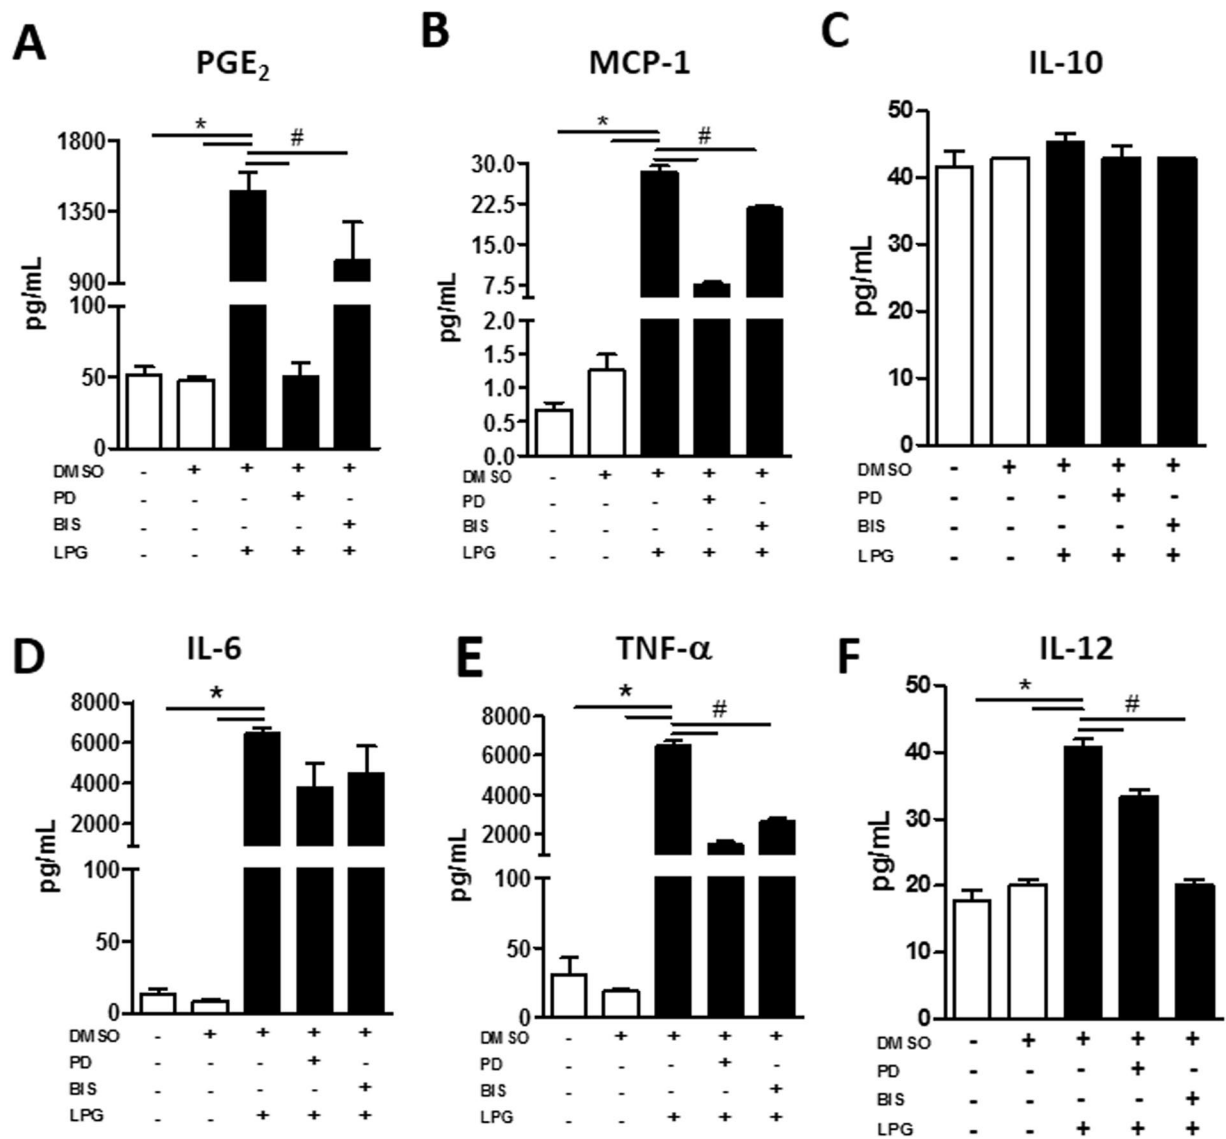 A
PGE2
*
#
1800
1350
900
100
50
0
pg/mL
DMSO - + + + +
PD - - - + -
BIS - - - - +
LPG - - + + +
B
MCP-1
*
#
30.0
22.5
15.0
7.5
2.0
1.5
1.0
0.5
0.0
pg/mL
DMSO - + + + +
PD - - - + -
BIS - - - - +
LPG - - + + +
C
IL-10
50
40
30
20
10
0
pg/mL
DMSO - + + + +
PD - - - + -
BIS - - - - +
LPG - - + + +
D
IL-6
*
8000
6000
4000
2000
100
50
0
pg/mL
DMSO - + + + +
PD - - - + -
BIS - - - - +
LPG - - + + +
E
TNF-α
*
#
8000
6000
4000
2000
100
50
0
pg/mL
DMSO - + + + +
PD - - - + -
BIS - - - - +
LPG - - + + +
F
IL-12
*
#
50
40
30
20
10
0
pg/mL
DMSO - + + + +
PD - - - + -
BIS - - - - +
LPG - - + + +